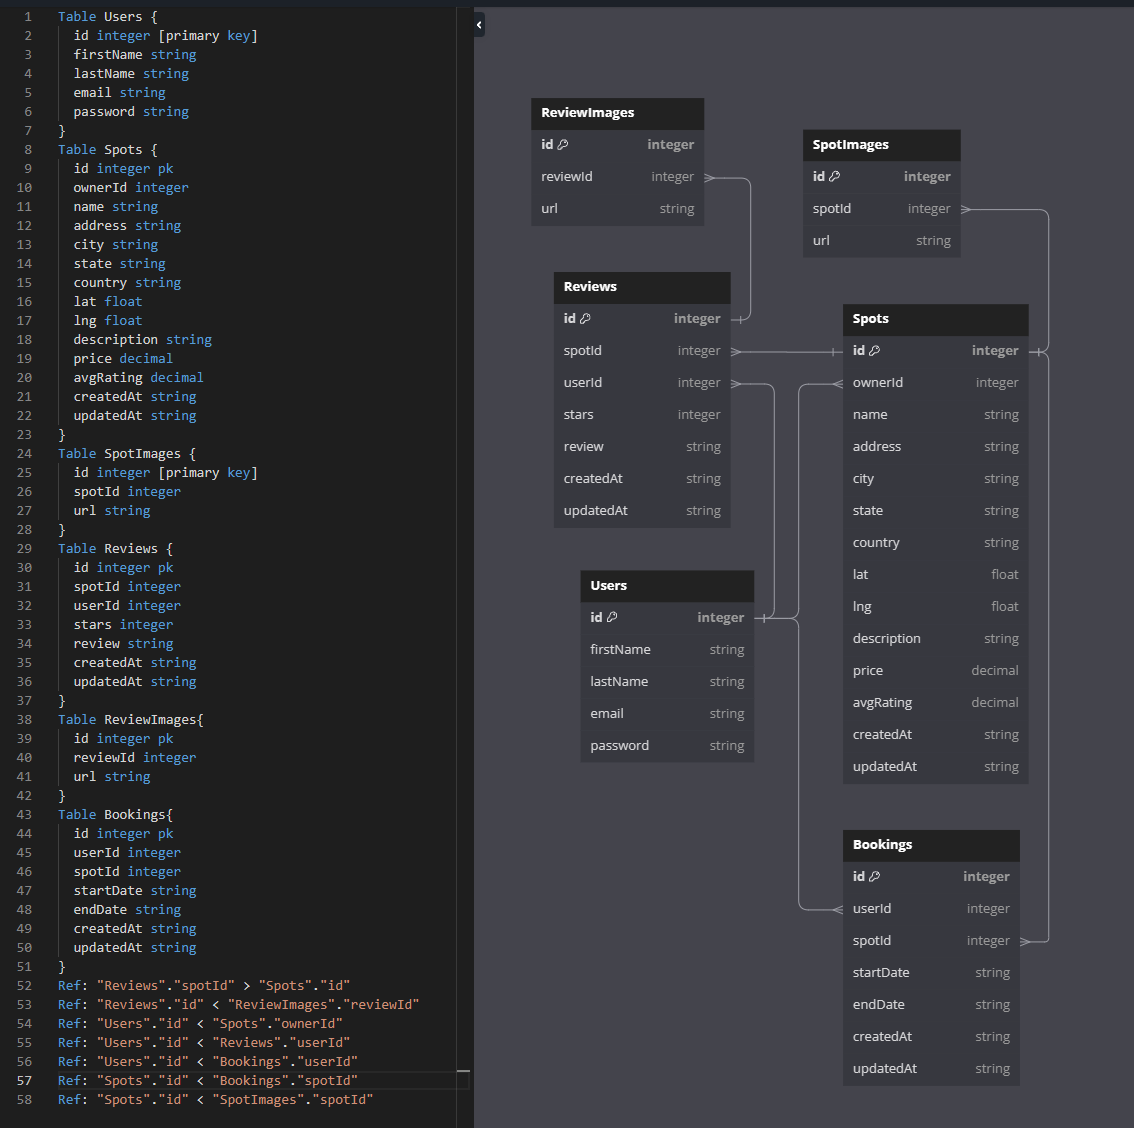 1 Table Users {
2 id integer [primary key]
3 firstName string
4 lastName string
5 email string
6 password string
7 }
8 Table Spots {
9 id integer pk
10 ownerId integer
11 name string
12 address string
13 city string
14 state string
15 country string
16 lat float
17 lng float
18 description string
19 price decimal
20 avgRating decimal
21 createdAt string
22 updatedAt string
23 }
24 Table SpotImages {
25 id integer [primary key]
26 spotId integer
27 url string
28 }
29 Table Reviews {
30 id integer pk
31 spotId integer
32 userId integer
33 stars integer
34 review string
35 createdAt string
36 updatedAt string
37 }
38 Table ReviewImages{
39 id integer pk
40 reviewId integer
41 url string
42 }
43 Table Bookings{
44 id integer pk
45 userId integer
46 spotId integer
47 startDate string
48 endDate string
49 createdAt string
50 updatedAt string
51 }
52 Ref: "Reviews"."spotId" > "Spots"."id"
53 Ref: "Reviews"."id" < "ReviewImages"."reviewId"
54 Ref: "Users"."id" < "Spots"."ownerId"
55 Ref: "Users"."id" < "Reviews"."userId"
56 Ref: "Users"."id" < "Bookings"."userId"
57 Ref: "Spots"."id" < "Bookings"."spotId"
58 Ref: "Spots"."id" < "SpotImages"."spotId"
ReviewImages
id integer
reviewId integer
url string
SpotImages
id integer
spotId integer
url string
Reviews
id integer
spotId integer
userId integer
stars integer
review string
createdAt string
updatedAt string
Spots
id integer
ownerId integer
name string
address string
city string
state string
country string
lat float
lng float
description string
price decimal
avgRating decimal
createdAt string
updatedAt string
Users
id integer
firstName string
lastName string
email string
password string
Bookings
id integer
userId integer
spotId integer
startDate string
endDate string
createdAt string
updatedAt string